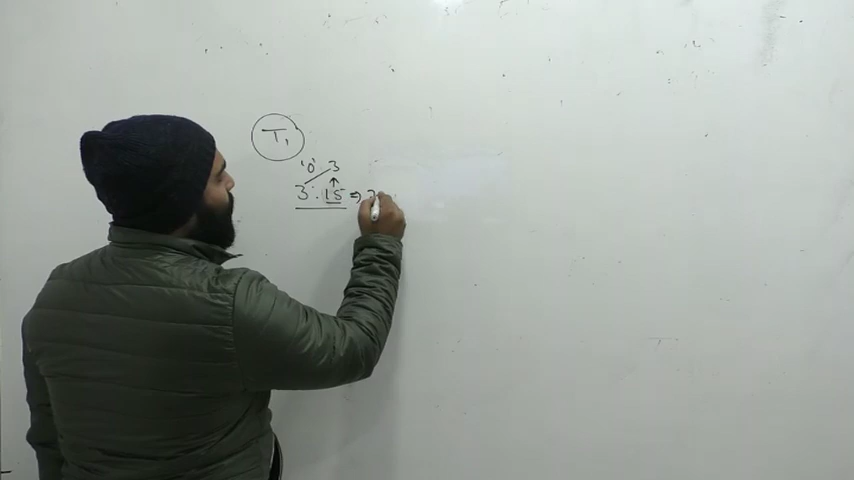 T1
'0' 3
3 . 15 ⇒